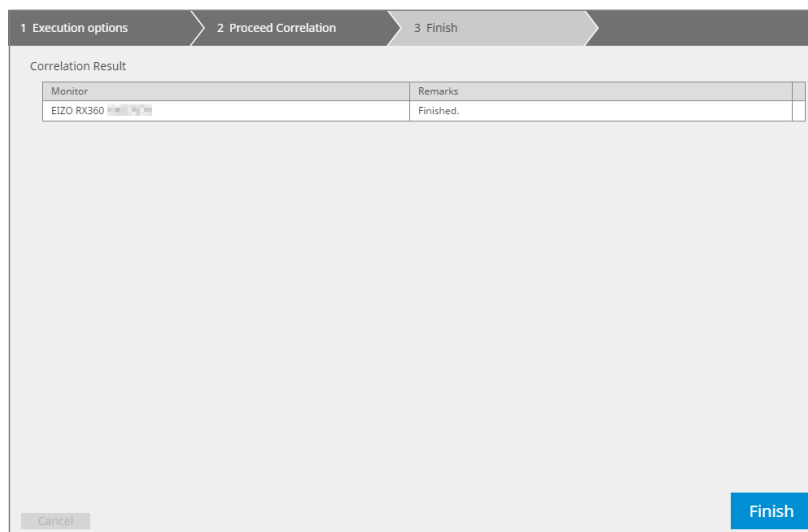 1 Execution options 2 Proceed Correlation 3 Finish
Correlation Result
Monitor Remarks
EIZO RX360 Finished.
Finish
Cancel